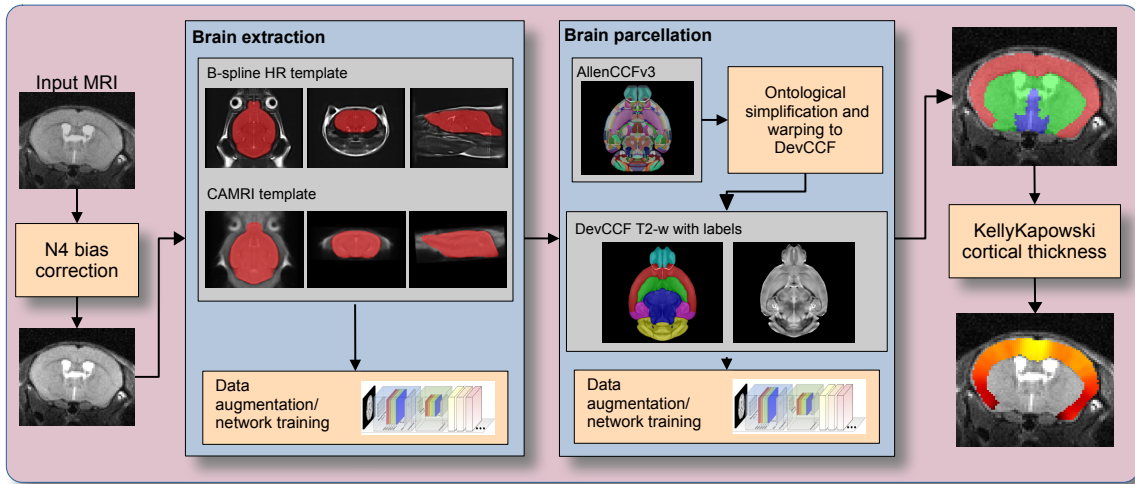 Input MRI
N4 bias
correction
Brain extraction
B-spline HR template
CAMRI template
Data
augmentation/
network training
...
Brain parcellation
AllenCCFv3
Ontological
simplification and
warping to
DevCCF
DevCCF T2-w with labels
Data
augmentation/
network training
...
KellyKapowski
cortical thickness